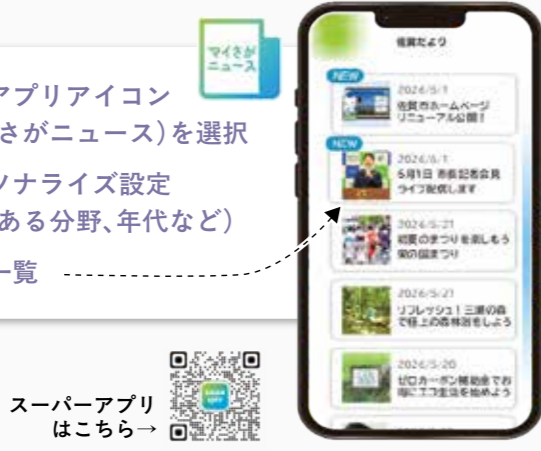 マイさが
ニュース
アプリアイコン
さがニュース)を選択
ソナライズ設定
ある分野、年代など)
一覧
スーパーアプリ
はこちら→
佐賀だより
NEW
2026/5/1
佐賀市ホームページ
リニューアル公開!
NEW
2026/6/1
6月1日 市長記者会見
ライブ配信します
2026/5/21
初夏のまつりを楽しもう
栄の国まつり
2026/5/21
リフレッシュ!三瀬の森
で極上の森林浴をしよう
2026/5/20
ゼロカーボン補助金でお
得にエコ生活を始めよう